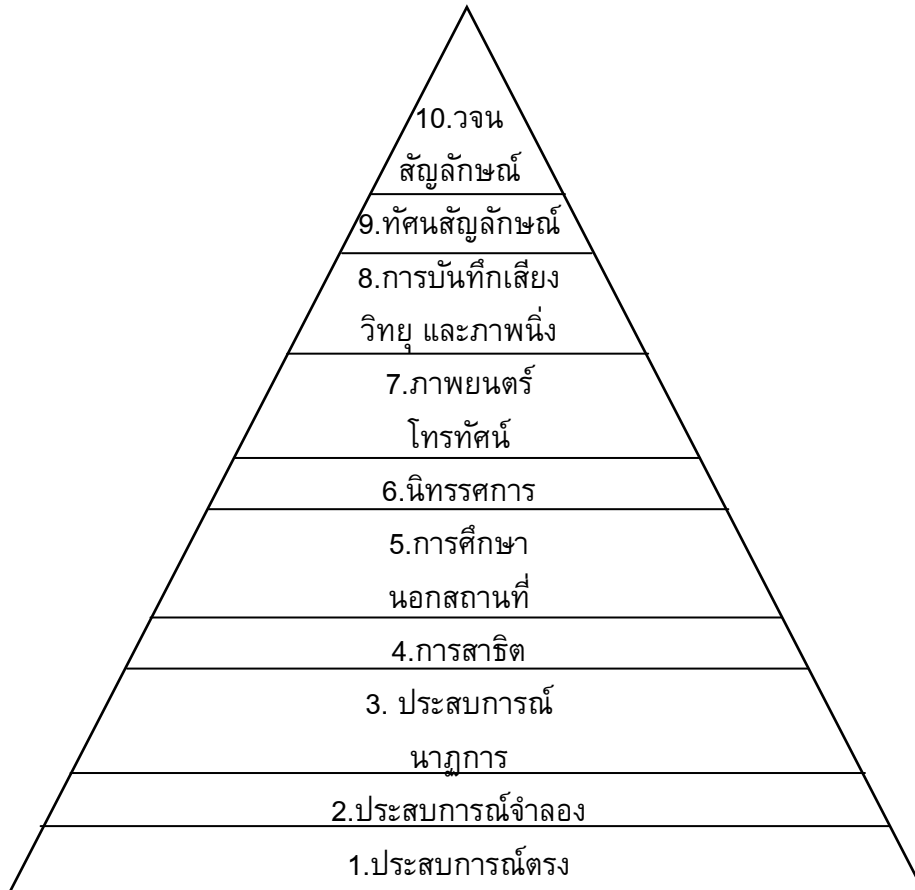 10.วจน
สัญลักษณ์
9.ทัศนสัญลักษณ์
8.การบันทึกเสียง
วิทยุ และภาพนิ่ง
7.ภาพยนตร์
โทรทัศน์
6.นิทรรศการ
5.การศึกษา
นอกสถานที่
4.การสาธิต
3. ประสบการณ์
นาฏการ
2.ประสบการณ์จำลอง
1.ประสบการณ์ตรง